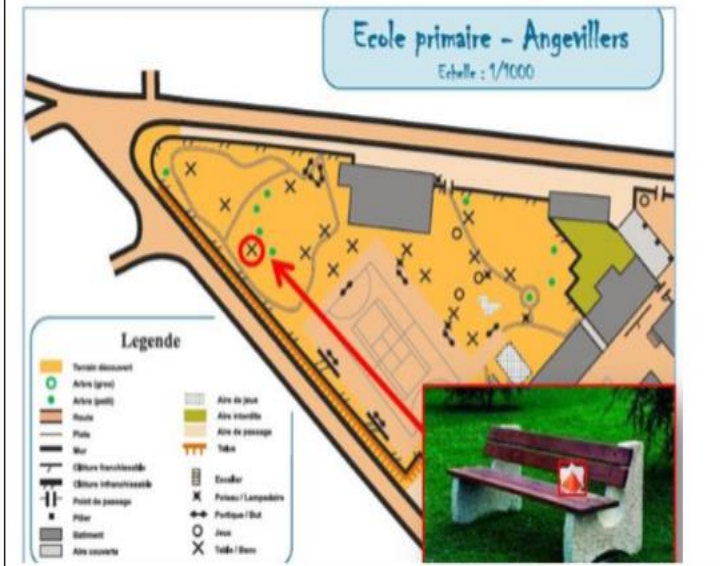 Ecole primaire - Angevillers
Echelle : 1/1000
Legende
Terrain découvert
Arbre (gros)
Arbre (petit)
Route
Piste
Mur
Clôture franchissable
Clôture infranchissable
Point de passage
Pilier
Batiment
Aire couverte
Aire de jeux
Aire interdite
Aire de passage
Talus
Escalier
Poteau / Lampadaire
Portique / But
Jeux
Table / Banc